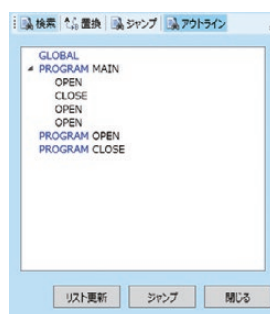 検索 置換 ジャンプ アウトライン
GLOBAL
PROGRAM MAIN
OPEN
CLOSE
OPEN
OPEN
PROGRAM OPEN
PROGRAM CLOSE
リスト更新 ジャンプ 閉じる